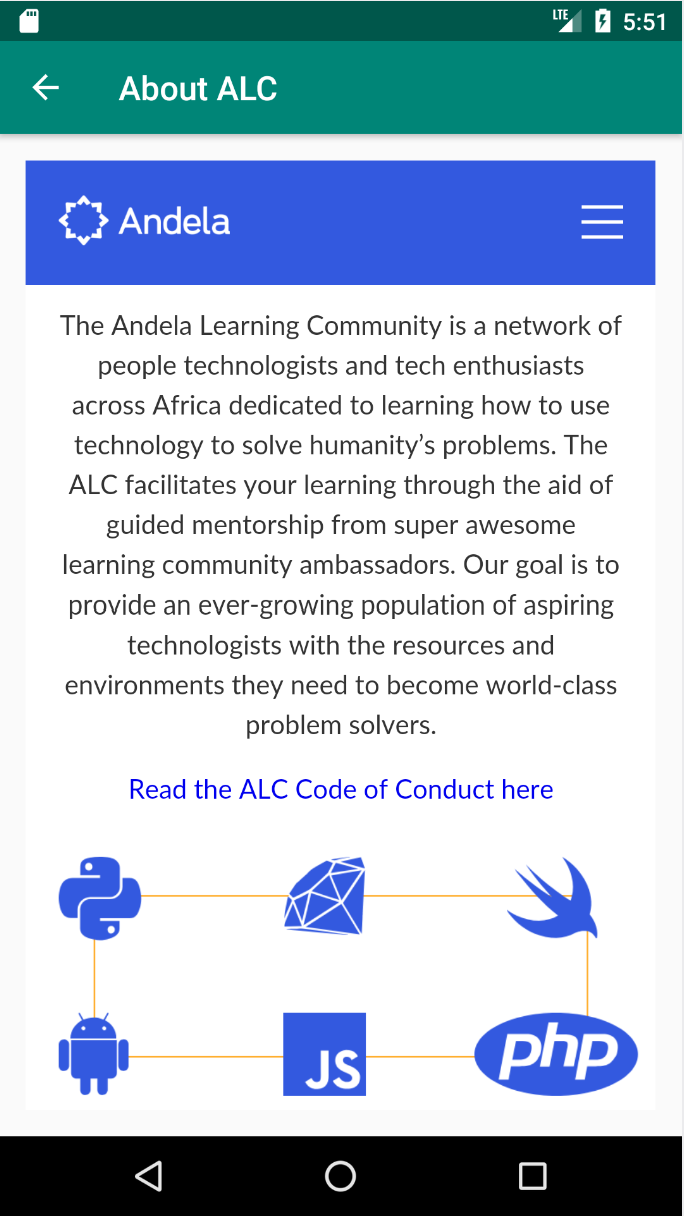 LTE 5:51
About ALC
Andela
The Andela Learning Community is a network of
people technologists and tech enthusiasts
across Africa dedicated to learning how to use
technology to solve humanity’s problems. The
ALC facilitates your learning through the aid of
guided mentorship from super awesome
learning community ambassadors. Our goal is to
provide an ever-growing population of aspiring
technologists with the resources and
environments they need to become world-class
problem solvers.
Read the ALC Code of Conduct here
JS php